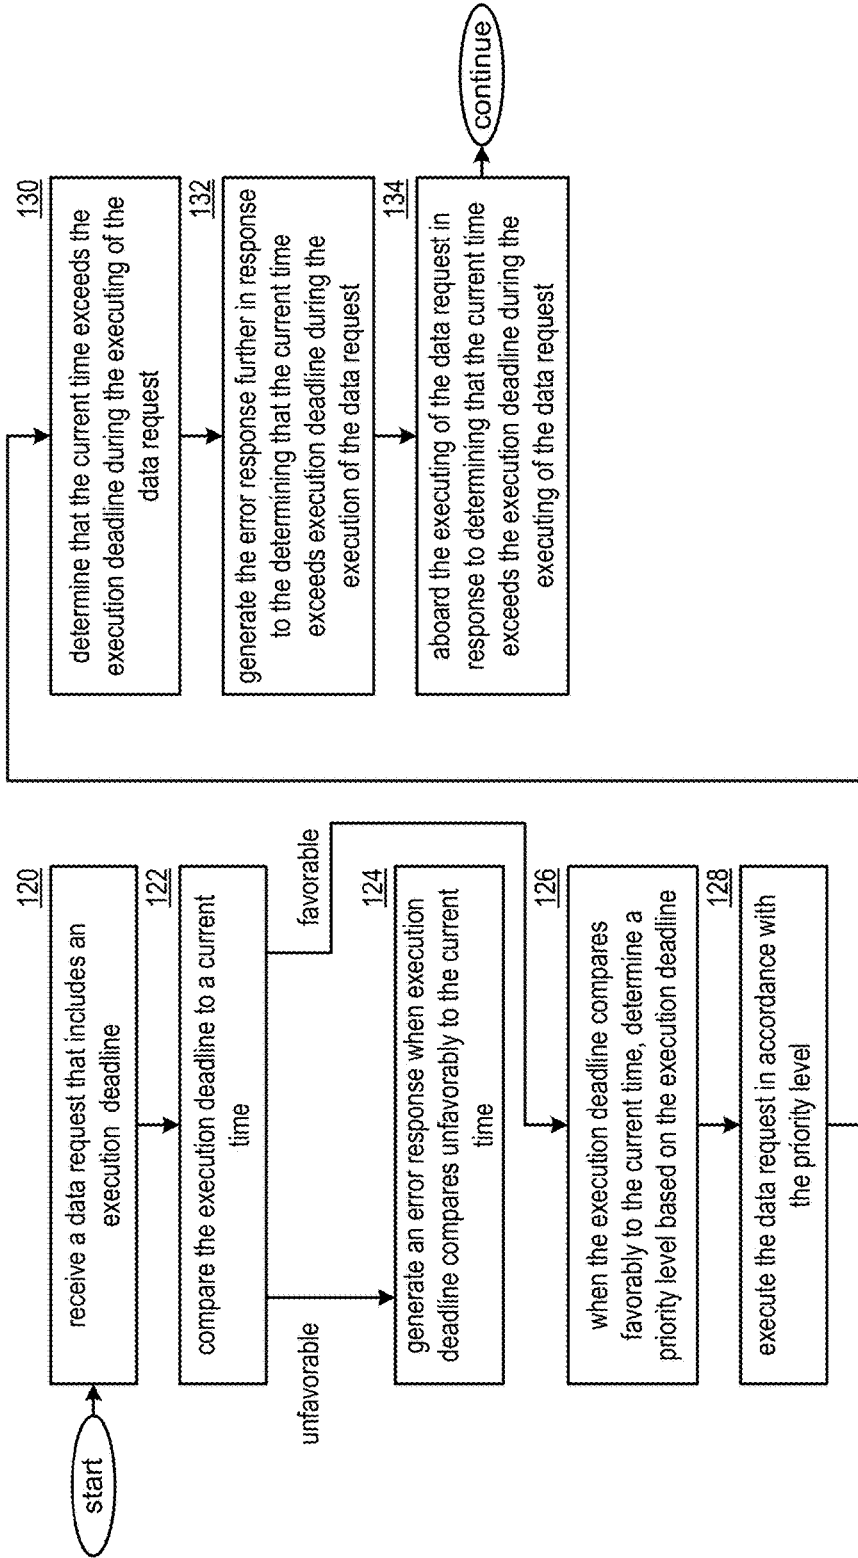 start
120
receive a data request that includes an
execution deadline
122
compare the execution deadline to a current
time
unfavorable
favorable
124
generate an error response when execution
deadline compares unfavorably to the current
time
126
when the execution deadline compares
favorably to the current time, determine a
priority level based on the execution deadline
128
execute the data request in accordance with
the priority level
130
determine that the current time exceeds the
execution deadline during the executing of the
data request
132
generate the error response further in response
to the determining that the current time
exceeds execution deadline during the
execution of the data request
134
aboard the executing of the data request in
response to determining that the current time
exceeds the execution deadline during the
executing of the data request
continue